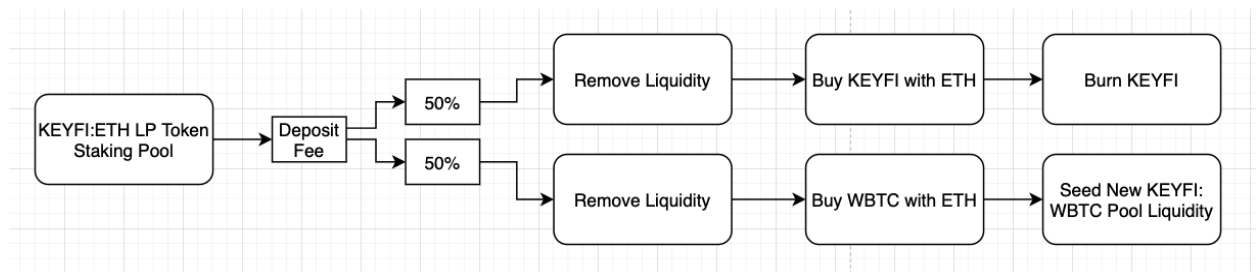 KEYFI:ETH LP Token
Staking Pool
Deposit
Fee
50%
50%
Remove Liquidity
Buy KEYFI with ETH
Burn KEYFI
Remove Liquidity
Buy WBTC with ETH
Seed New KEYFI:
WBTC Pool Liquidity